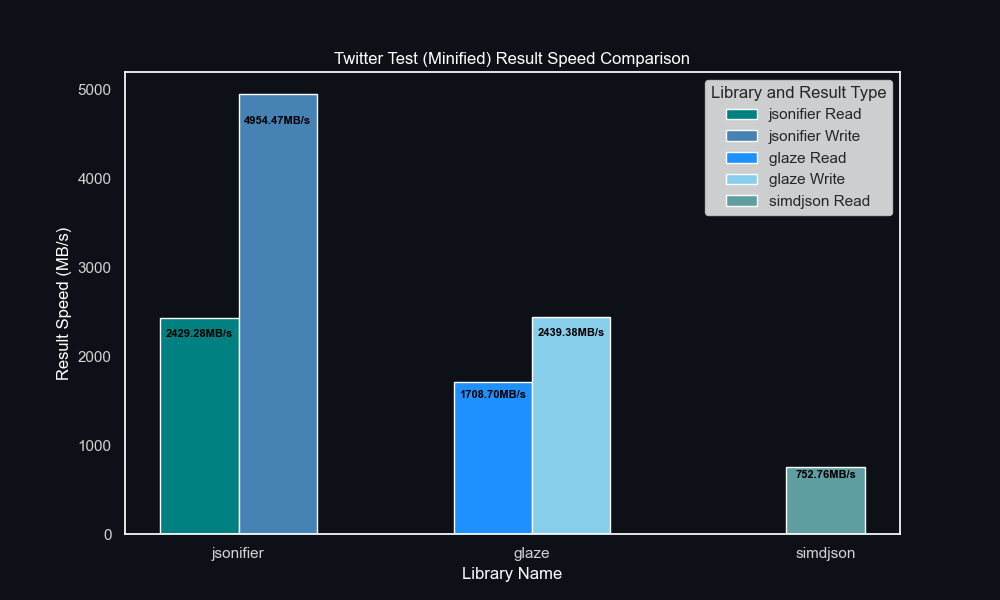 Twitter Test (Minified) Result Speed Comparison
Library and Result Type
jsonifier Read
jsonifier Write
glaze Read
glaze Write
simdjson Read
Result Speed (MB/s)
5000
4000
3000
2000
1000
0
2429.28MB/s
4954.47MB/s
1708.70MB/s
2439.38MB/s
752.76MB/s
jsonifier
glaze
simdjson
Library Name